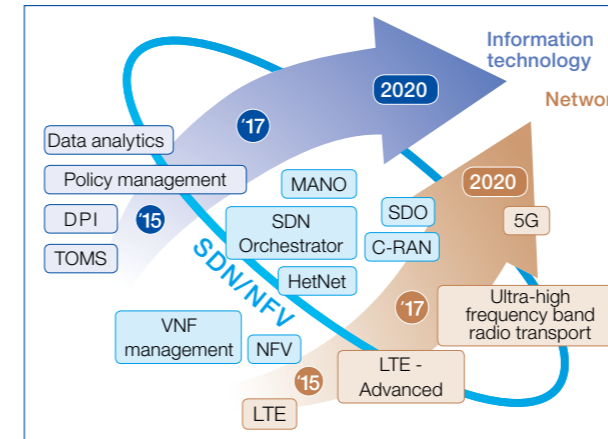 Information
technology
Networ
2020
'17
Data analytics
Policy management
DPI
'15
TOMS
MANO
SDN
Orchestrator
SDO
C-RAN
HetNet
2020
5G
SDN/NFV
VNF
management
NFV
'17
Ultra-high
frequency band
radio transport
'15
LTE -
Advanced
LTE